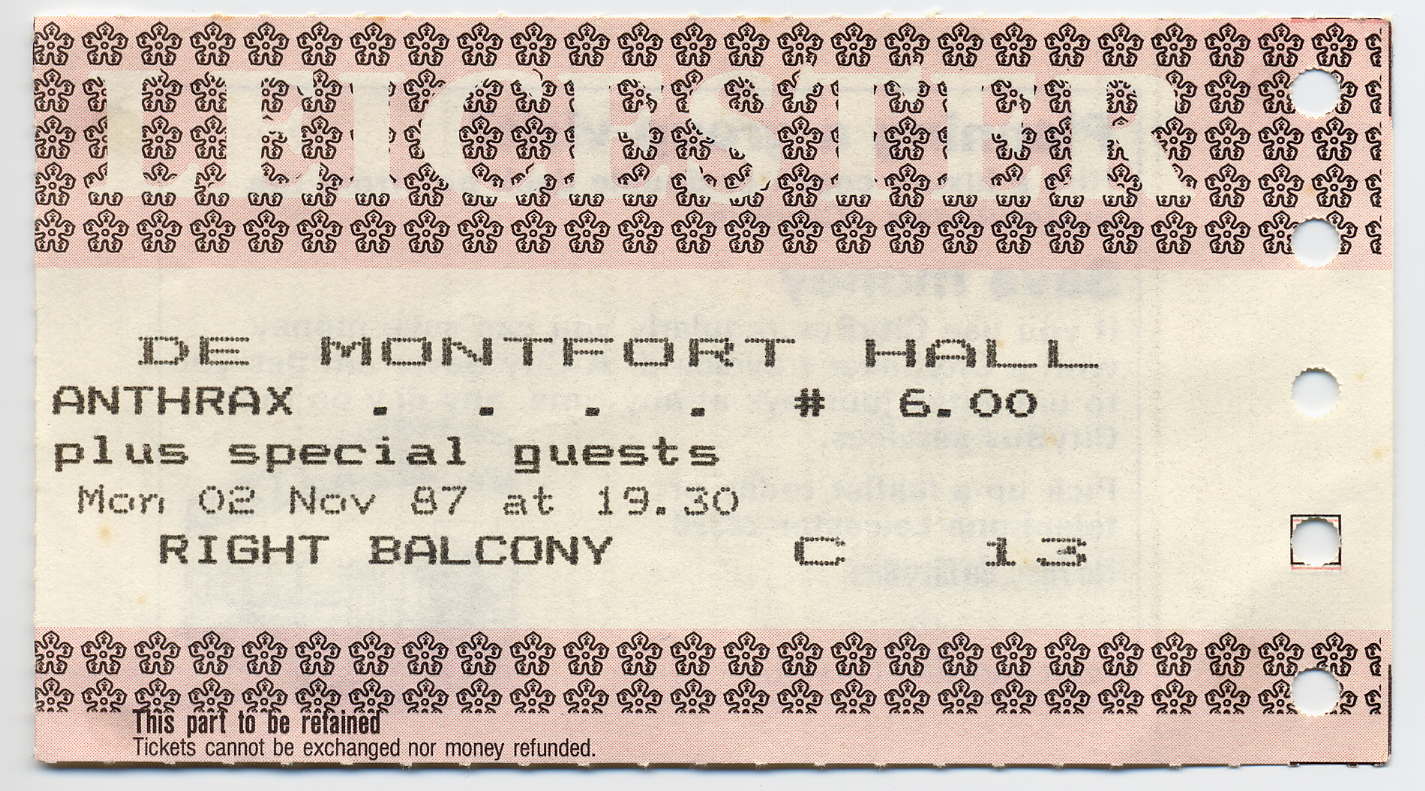 LEICESTER
DE MONTFORT HALL
ANTHRAX . . . . # 6.00
plus special guests
Mon 02 Nov 87 at 19.30
RIGHT BALCONY C 13
This part to be retained
Tickets cannot be exchanged nor money refunded.